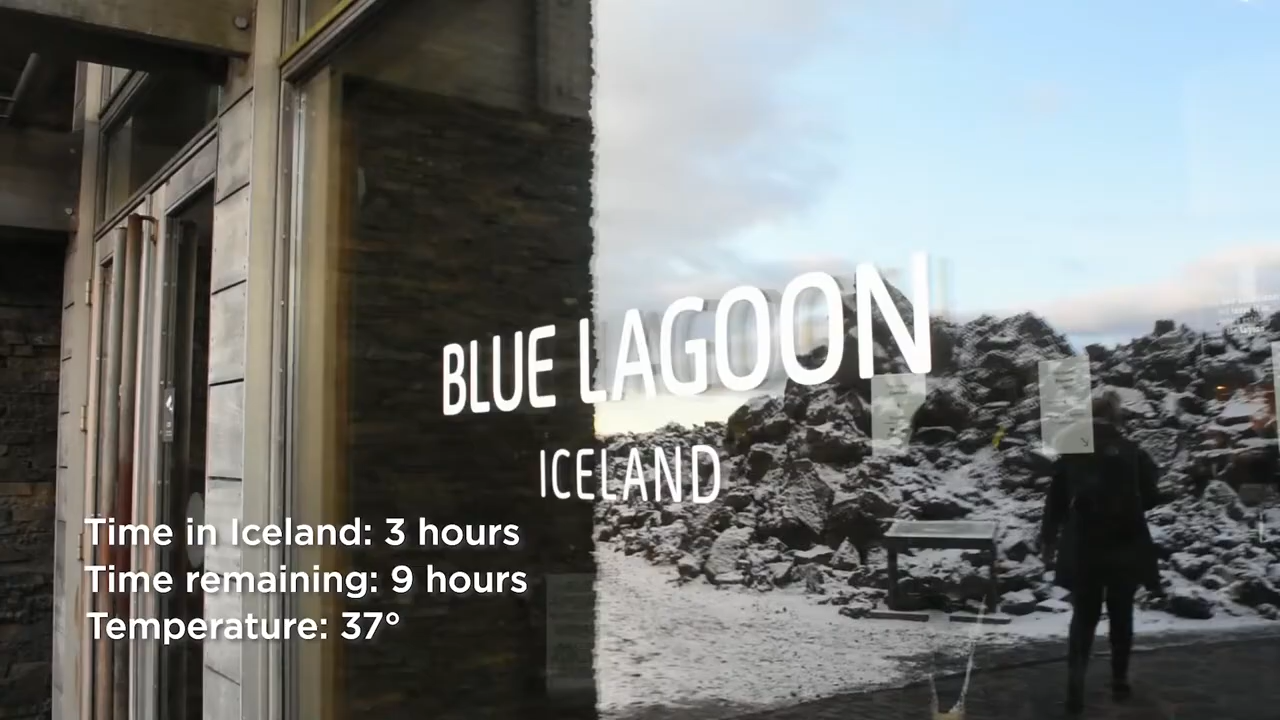 BLUE LAGOON
ICELAND
Time in Iceland: 3 hours
Time remaining: 9 hours
Temperature: 37°